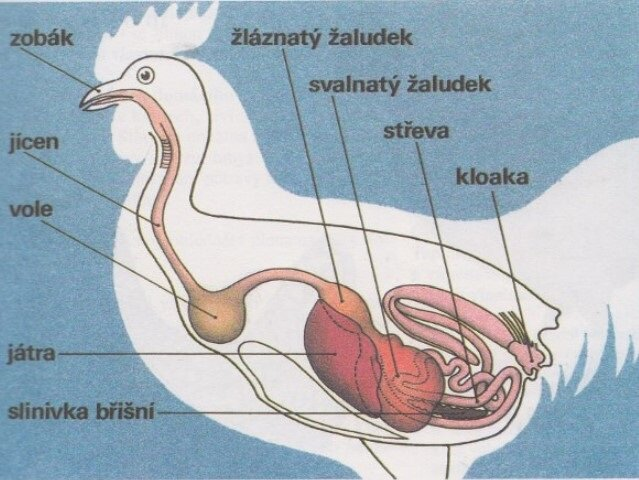 zobák
žláznatý žaludek
svalnatý žaludek
střeva
jícen
kloaka
vole
játra
slinivka břišní